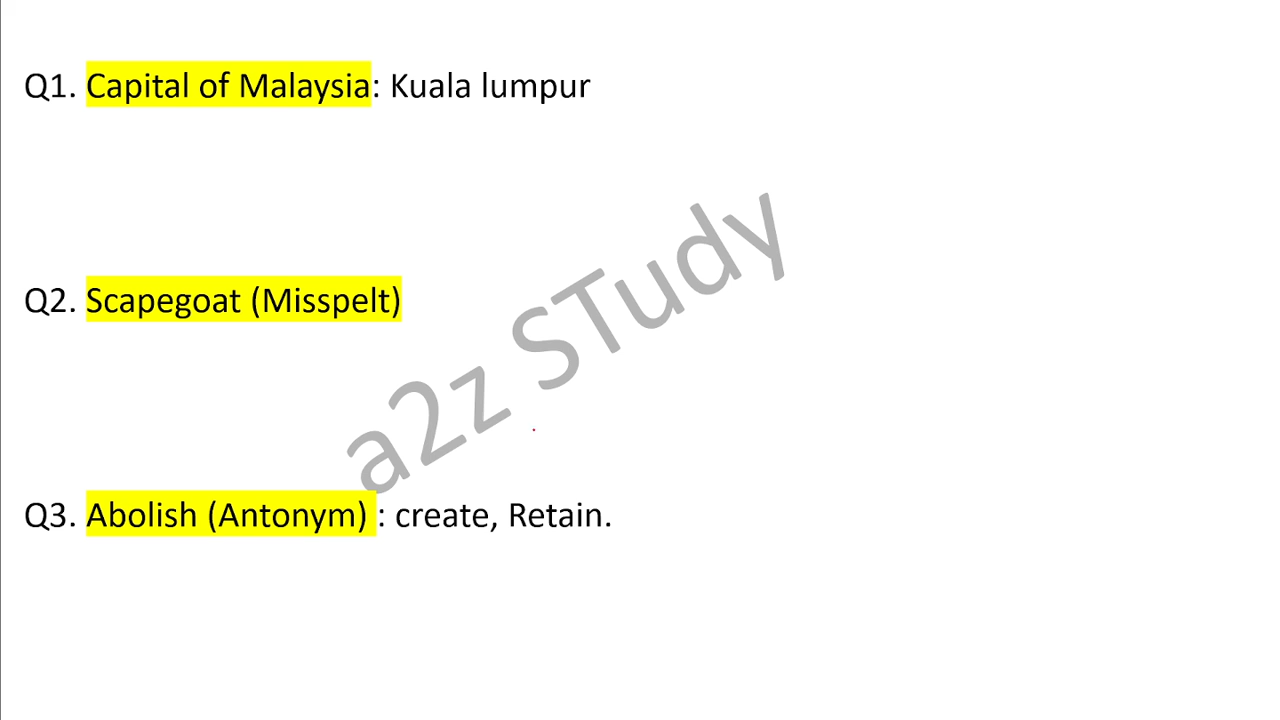 Q1. Capital of Malaysia: Kuala lumpur
a2z STudy
Q2. Scapegoat (Misspelt)
Q3. Abolish (Antonym) : create, Retain.